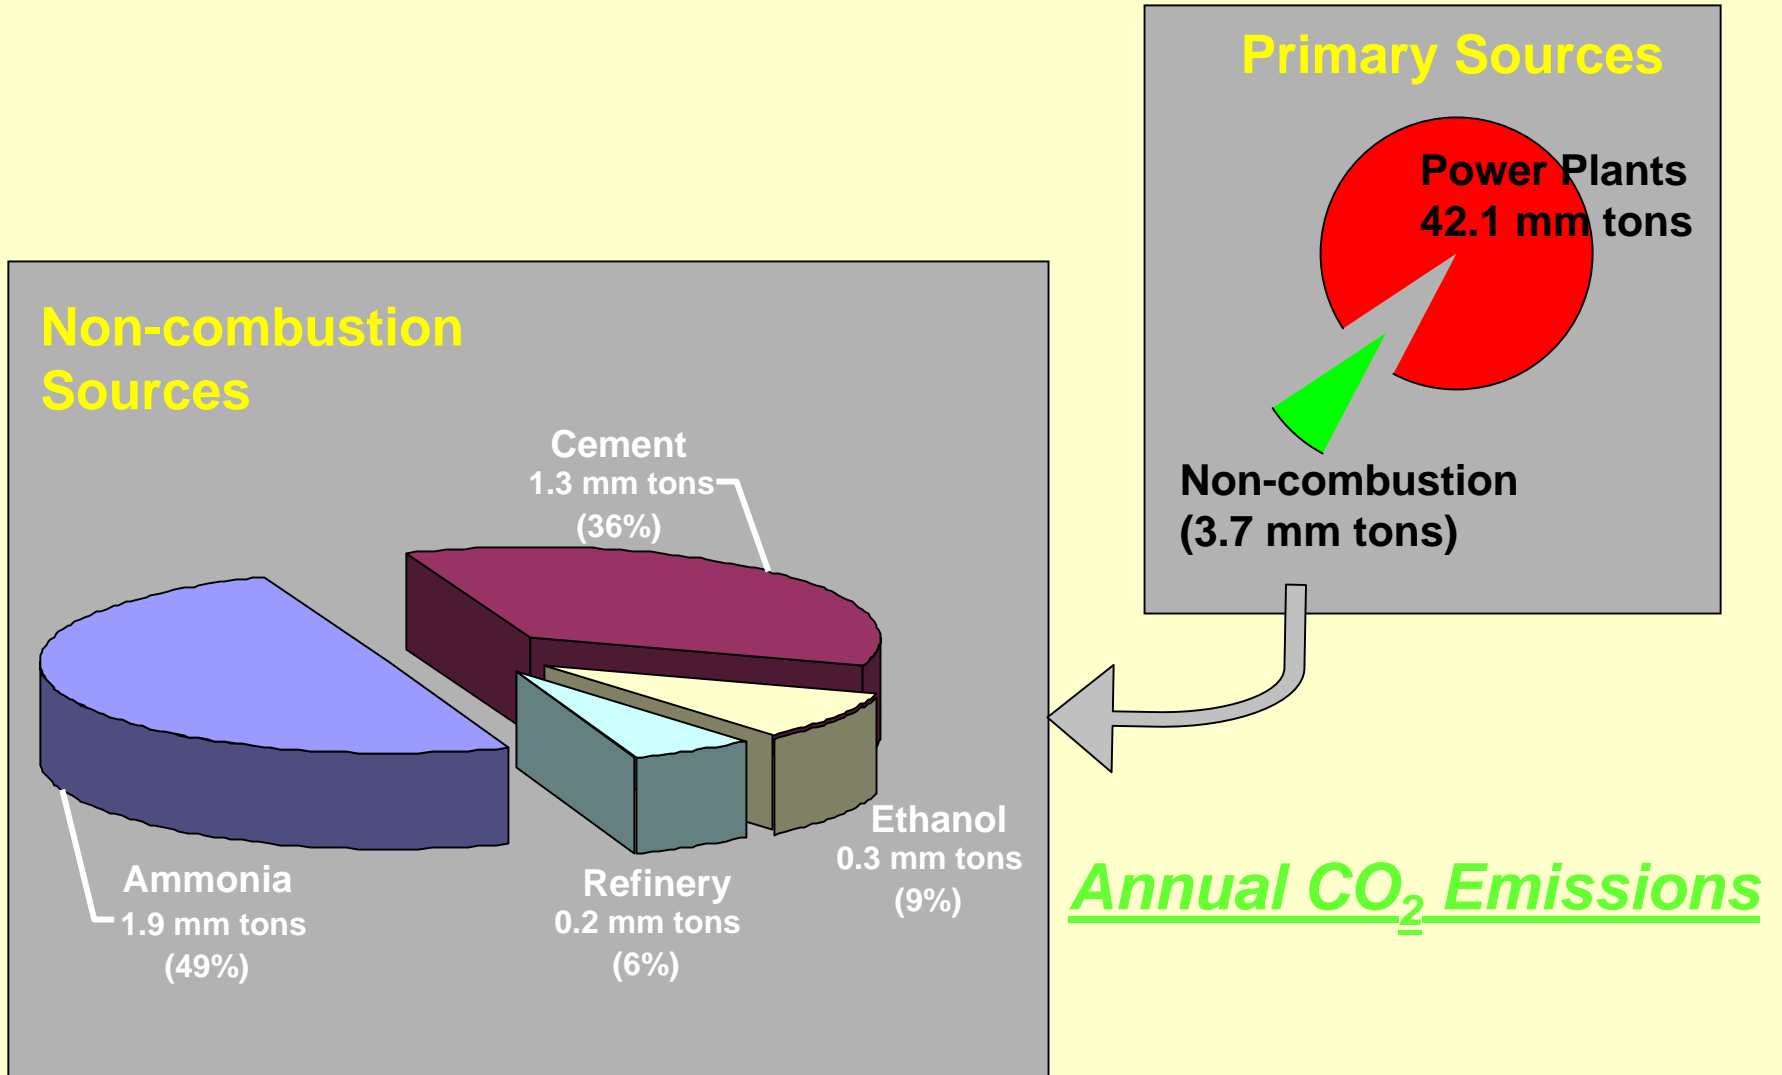 Primary Sources
Power Plants
42.1 mm tons
Non-combustion
(3.7 mm tons)
Non-combustion
Sources
Cement
1.3 mm tons
(36%)
Ethanol
0.3 mm tons
(9%)
Refinery
0.2 mm tons
(6%)
Ammonia
1.9 mm tons
(49%)
Annual CO₂ Emissions